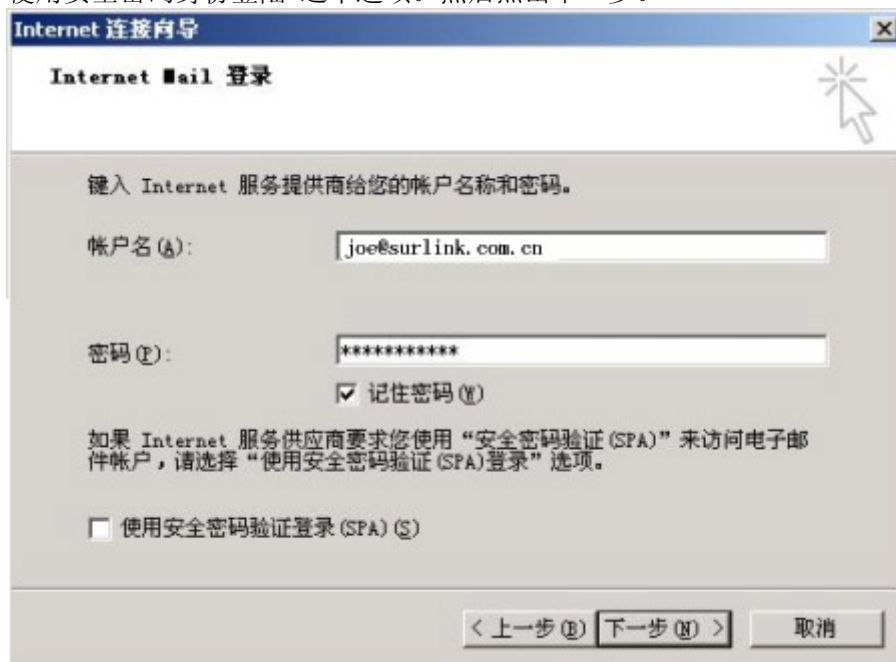 Internet 连接向导
Internet Mail 登录
键入 Internet 服务提供商给您的帐户名称和密码。
帐户名(A):
joe@surlink.com.cn
密码(P):
***********
记住密码(W)
如果 Internet 服务供应商要求您使用“安全密码验证(SPA)”来访问电子邮
件帐户，请选择“使用安全密码验证(SPA)登录”选项。
使用安全密码验证登录(SPA)(S)
< 上一步(B)
下一步(N) >
取消